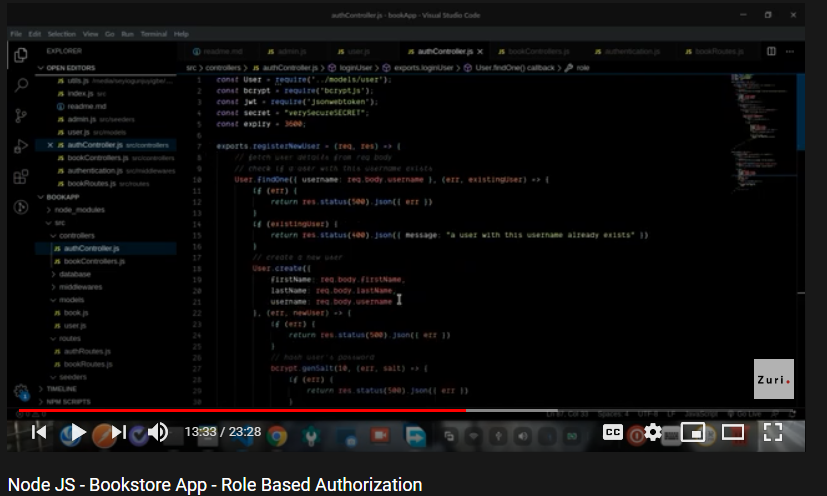 authController.js - bookApp - Visual Studio Code
File Edit Selection View Go Run Terminal Help
EXPLORER
readme.md
admin.js
user.js
authController.js
bookControllers.js
authentication.js
bookRoutes.js
OPEN EDITORS
src > controllers > authController.js > loginUser > exports.loginUser > User.findOne() callback > role
utils.js
index.js src
readme.md
admin.js src/seeders
user.js src/models
authController.js src/controllers
bookControllers.js src/controllers
authentication.js src/middlewares
bookRoutes.js src/routes
BOOKAPP
node_modules
src
controllers
authController.js
bookControllers.js
database
middlewares
models
book.js
user.js
routes
authRoutes.js
bookRoutes.js
seeders
TIMELINE
NPM SCRIPTS
1 const User = require("../models/user");
2 const bcrypt = require("bcryptjs");
3 const jwt = require("jsonwebtoken");
4 const secret = "verySecureSECRET";
5 const expiry = 3600;
6
7 exports.registerNewUser = (req, res) => {
8 // fetch user details from req body
9 // check if a user with this username exists
10 User.findOne({ username: req.body.username }, (err, existingUser) => {
11 if (err) {
12 return res.status(500).json({ err })
13 }
14 if (existingUser) {
15 return res.status(400).json({ message: "a user with this username already exists" })
16 }
17 // create a new user
18 User.create({
19 firstName: req.body.firstName,
20 lastName: req.body.lastName,
21 username: req.body.username
22 }, (err, newUser) => {
23 if (err) {
24 return res.status(500).json({ err })
25 }
26 // hash user's password
27 bcrypt.genSalt(10, (err, salt) => {
28 if (err) {
29 return res.status(500).json({ err })
30 }
Zuri.
13:33 / 23:28
CC
Node JS - Bookstore App - Role Based Authorization